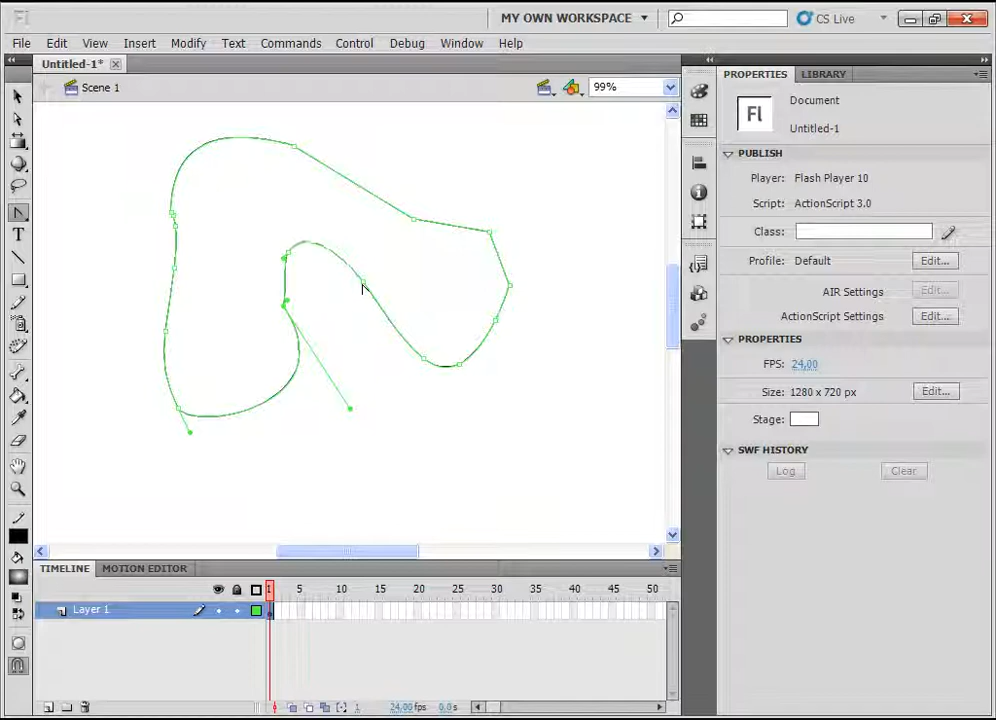 Fl
MY OWN WORKSPACE
CS Live
File Edit View Insert Modify Text Commands Control Debug Window Help
Untitled-1*
Scene 1
99%
T
PROPERTIES LIBRARY
Fl
Document
Untitled-1
PUBLISH
Player: Flash Player 10
Script: ActionScript 3.0
Class:
Profile: Default Edit...
AIR Settings Edit...
ActionScript Settings Edit...
PROPERTIES
FPS: 24.00
Size: 1280 x 720 px Edit...
Stage:
SWF HISTORY
Log Clear
TIMELINE MOTION EDITOR
1 5 10 15 20 25 30 35 40 45 50
Layer 1
1 24.00fps 0.0s